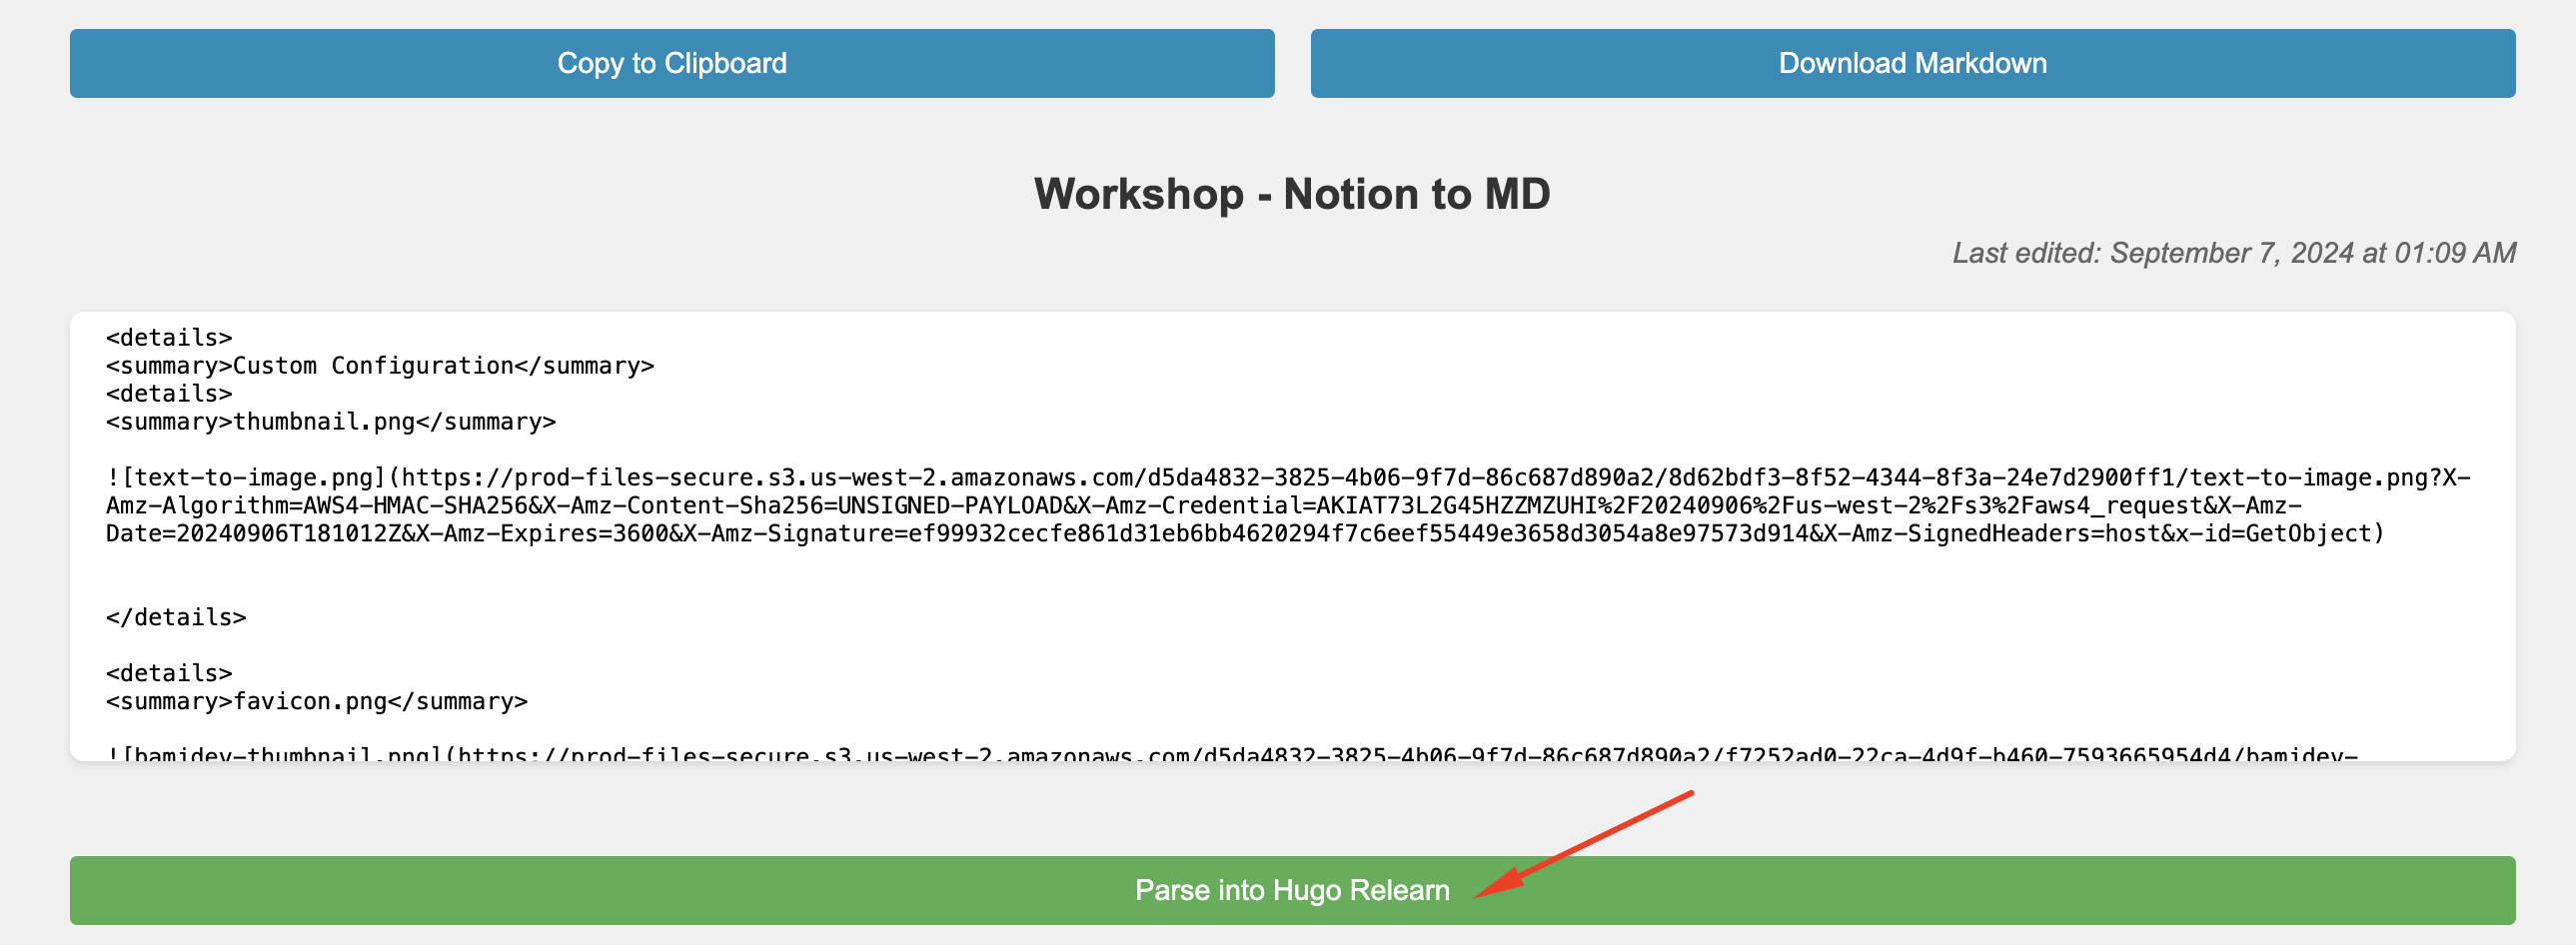 Copy to Clipboard
Download Markdown
Workshop - Notion to MD
Last edited: September 7, 2024 at 01:09 AM
<details>
<summary>Custom Configuration</summary>
<details>
<summary>thumbnail.png</summary>
![text-to-image.png](https://prod-files-secure.s3.us-west-2.amazonaws.com/d5da4832-3825-4b06-9f7d-86c687d890a2/8d62bdf3-8f52-4344-8f3a-24e7d2900ff1/text-to-image.png?X-
Amz-Algorithm=AWS4-HMAC-SHA256&X-Amz-Content-Sha256=UNSIGNED-PAYLOAD&X-Amz-Credential=AKIAT73L2G45HZZMZUHI%2F20240906%2Fus-west-2%2Fs3%2Faws4_request&X-Amz-
Date=20240906T181012Z&X-Amz-Expires=3600&X-Amz-Signature=ef99932cecfe861d31eb6bb4620294f7c6eef55449e3658d3054a8e97573d914&X-Amz-SignedHeaders=host&x-id=GetObject)
</details>
<details>
<summary>favicon.png</summary>
![bamidev-thumbnail.png](https://prod-files-secure.s3.us-west-2.amazonaws.com/d5da4832-3825-4b06-9f7d-86c687d890a2/f7252ad0-22ca-4d9f-b460-7593665954d4/bamidev-
Parse into Hugo Relearn